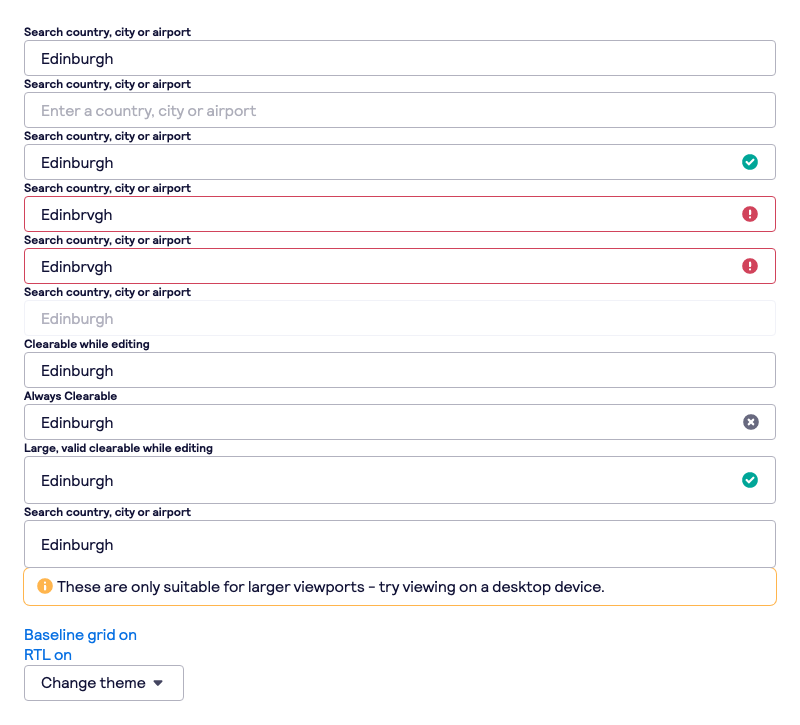 Search country, city or airport
Edinburgh
Search country, city or airport
Enter a country, city or airport
Search country, city or airport
Edinburgh
Search country, city or airport
Edinbrvgh
Search country, city or airport
Edinbrvgh
Search country, city or airport
Edinburgh
Clearable while editing
Edinburgh
Always Clearable
Edinburgh
Large, valid clearable while editing
Edinburgh
Search country, city or airport
Edinburgh
These are only suitable for larger viewports - try viewing on a desktop device.
Baseline grid on
RTL on
Change theme